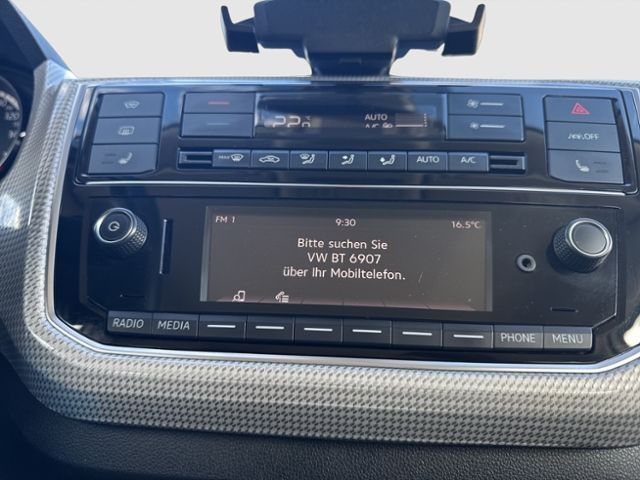 AUTO
A/C
OFF
MAX
AUTO
A/C
FM 1
9:30
16.5°C
Bitte suchen Sie
VW BT 6907
über Ihr Mobiltelefon.
RADIO
MEDIA
PHONE
MENU